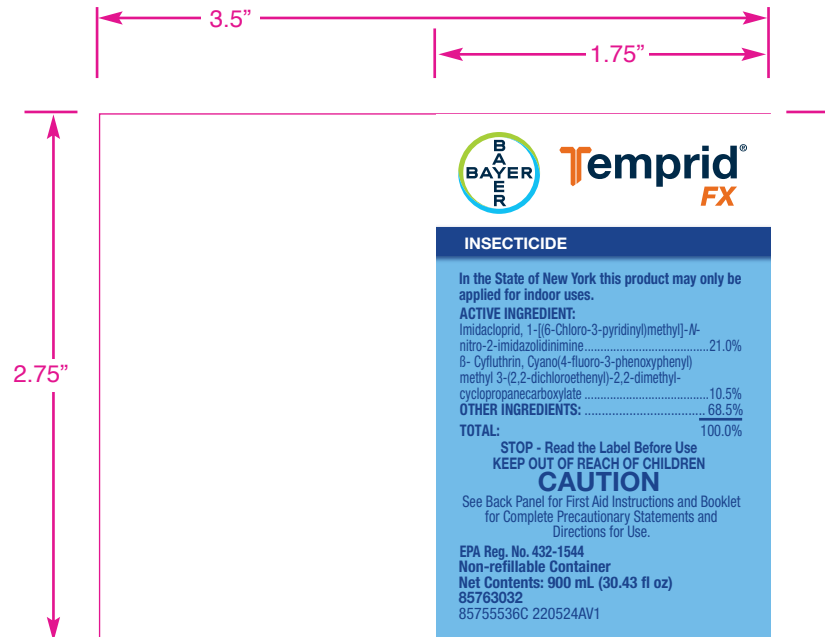 3.5”
1.75”
2.75”
BAYER
BAYER
Temprid®
FX
INSECTICIDE
In the State of New York this product may only be
applied for indoor uses.
ACTIVE INGREDIENT:
Imidacloprid, 1-[(6-Chloro-3-pyridinyl)methyl]-N-
nitro-2-imidazolidinimine.......................................21.0%
ß- Cyfluthrin, Cyano(4-fluoro-3-phenoxyphenyl)
methyl 3-(2,2-dichloroethenyl)-2,2-dimethyl-
cyclopropanecarboxylate .......................................10.5%
OTHER INGREDIENTS: ................................... 68.5%
TOTAL: 100.0%
STOP - Read the Label Before Use
KEEP OUT OF REACH OF CHILDREN
CAUTION
See Back Panel for First Aid Instructions and Booklet
for Complete Precautionary Statements and
Directions for Use.
EPA Reg. No. 432-1544
Non-refillable Container
Net Contents: 900 mL (30.43 fl oz)
85763032
85755536C 220524AV1